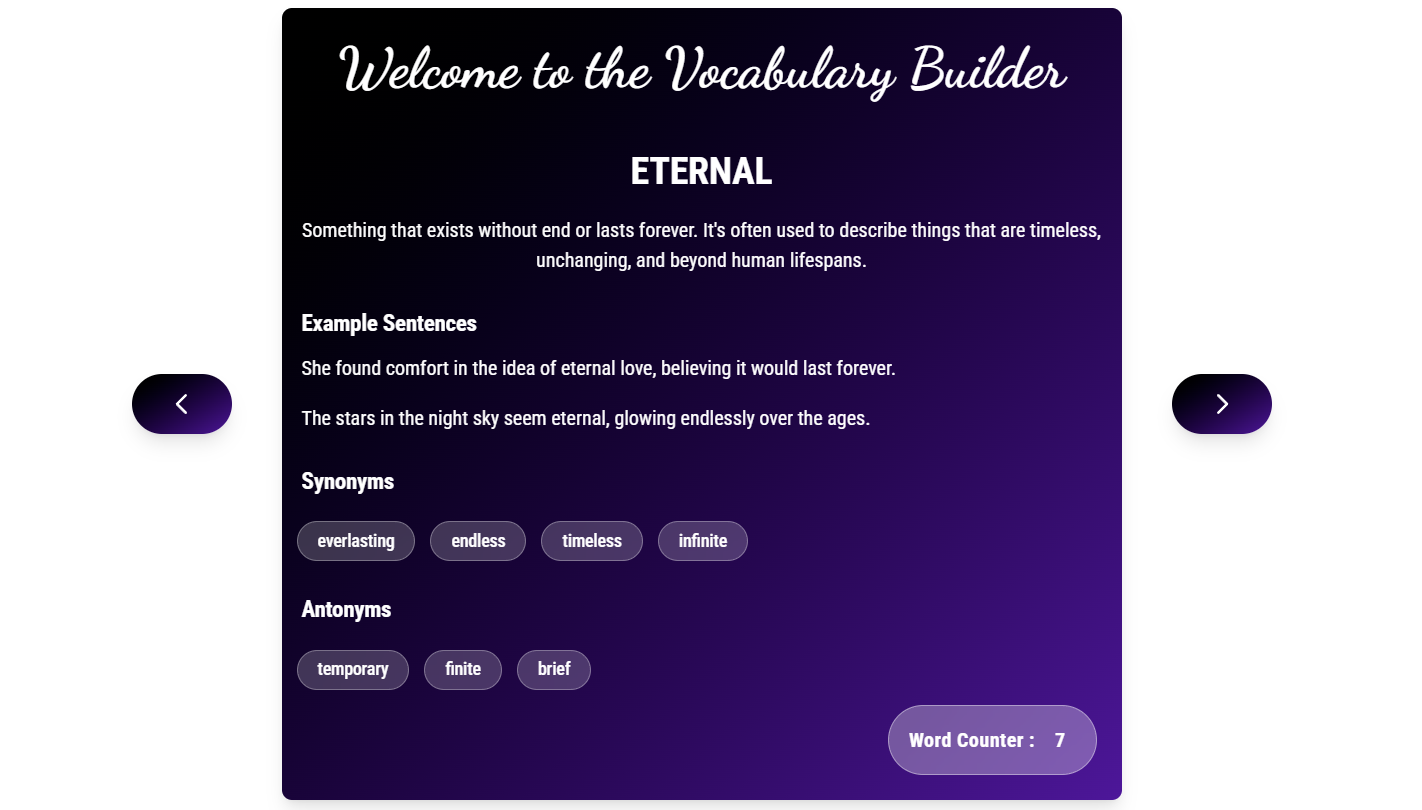 Welcome to the Vocabulary Builder
ETERNAL
Something that exists without end or lasts forever. It's often used to describe things that are timeless,
unchanging, and beyond human lifespans.
Example Sentences
She found comfort in the idea of eternal love, believing it would last forever.
The stars in the night sky seem eternal, glowing endlessly over the ages.
Synonyms
everlasting endless timeless infinite
Antonyms
temporary finite brief
Word Counter : 7